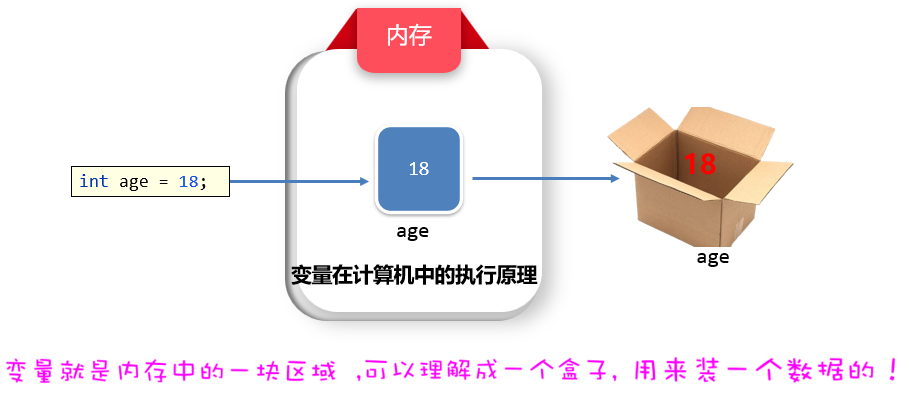 内存
int age = 18;
18
18
age
age
变量在计算机中的执行原理
变量就是内存中的一块区域 ,可以理解成一个盒子, 用来装一个数据的！